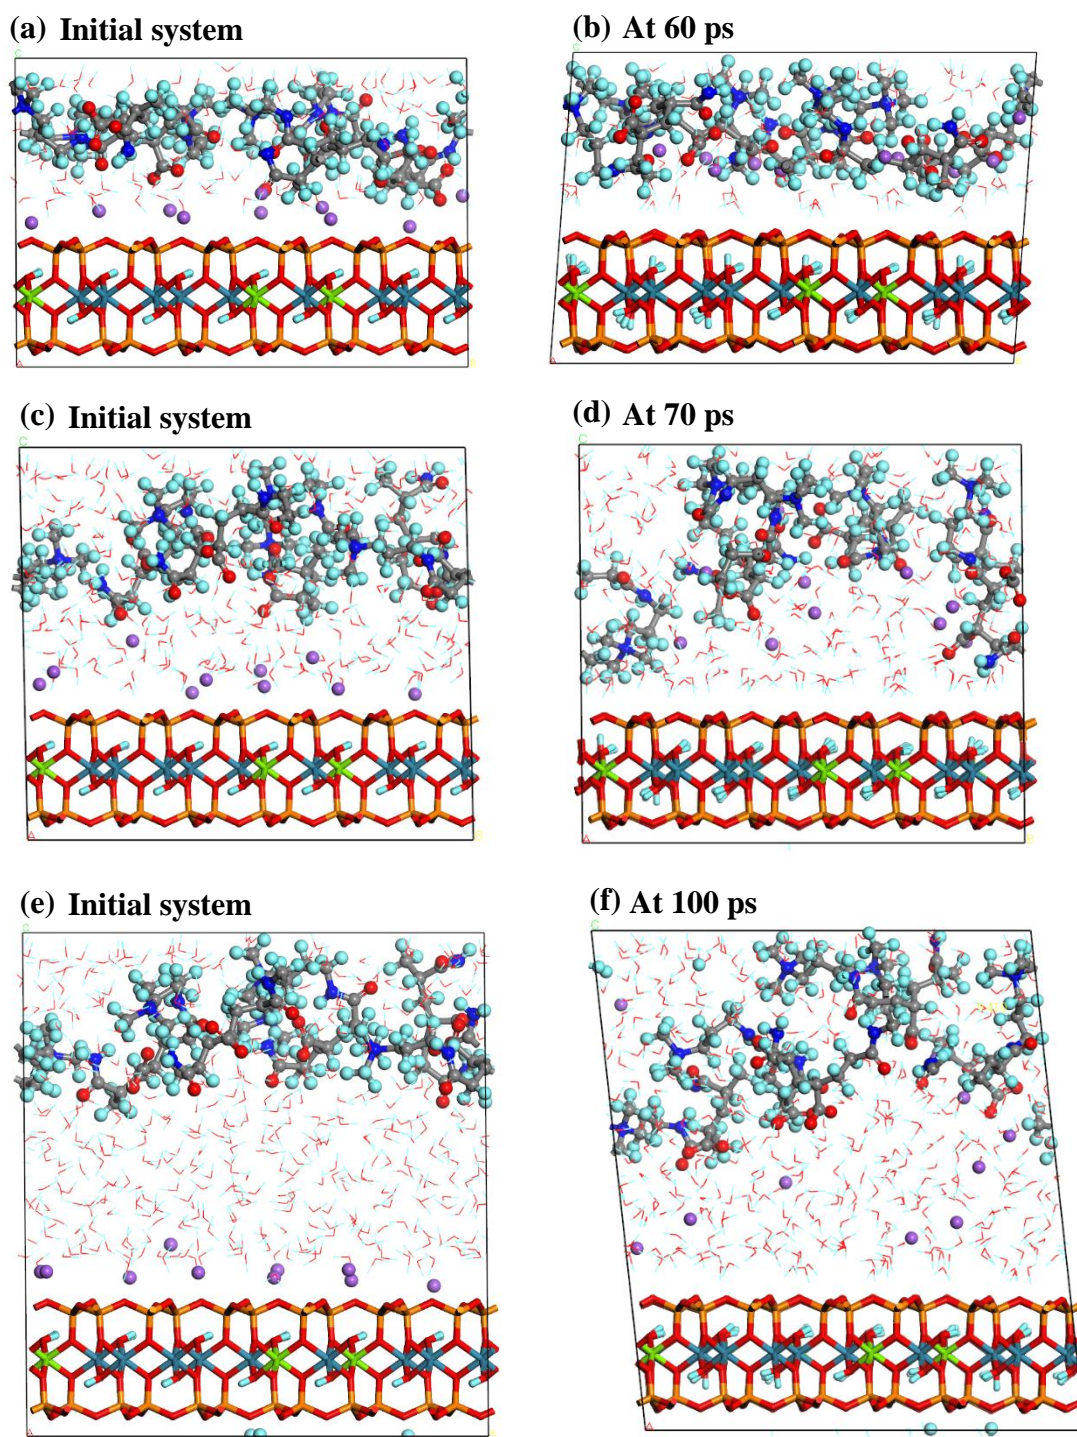 (a) Initial system
(b) At 60 ps
C
C
A
B
A
(c) Initial system
(d) At 70 ps
C
C
A
B
A
B
(e) Initial system
(f) At 100 ps
C
C
A
B
A